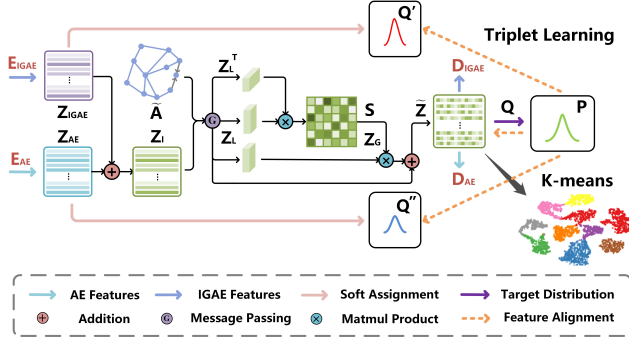 Q'
Triplet Learning
E_IGAE
D_IGAE
Z_L^T
Z_IGAE
Ã
S
Z̃
Q
P
G
Z_AE
Z_I
Z_L
Z_G
E_AE
D_AE
K-means
Q''
AE Features
IGAE Features
Soft Assignment
Target Distribution
Addition
G
Message Passing
Matmul Product
Feature Alignment